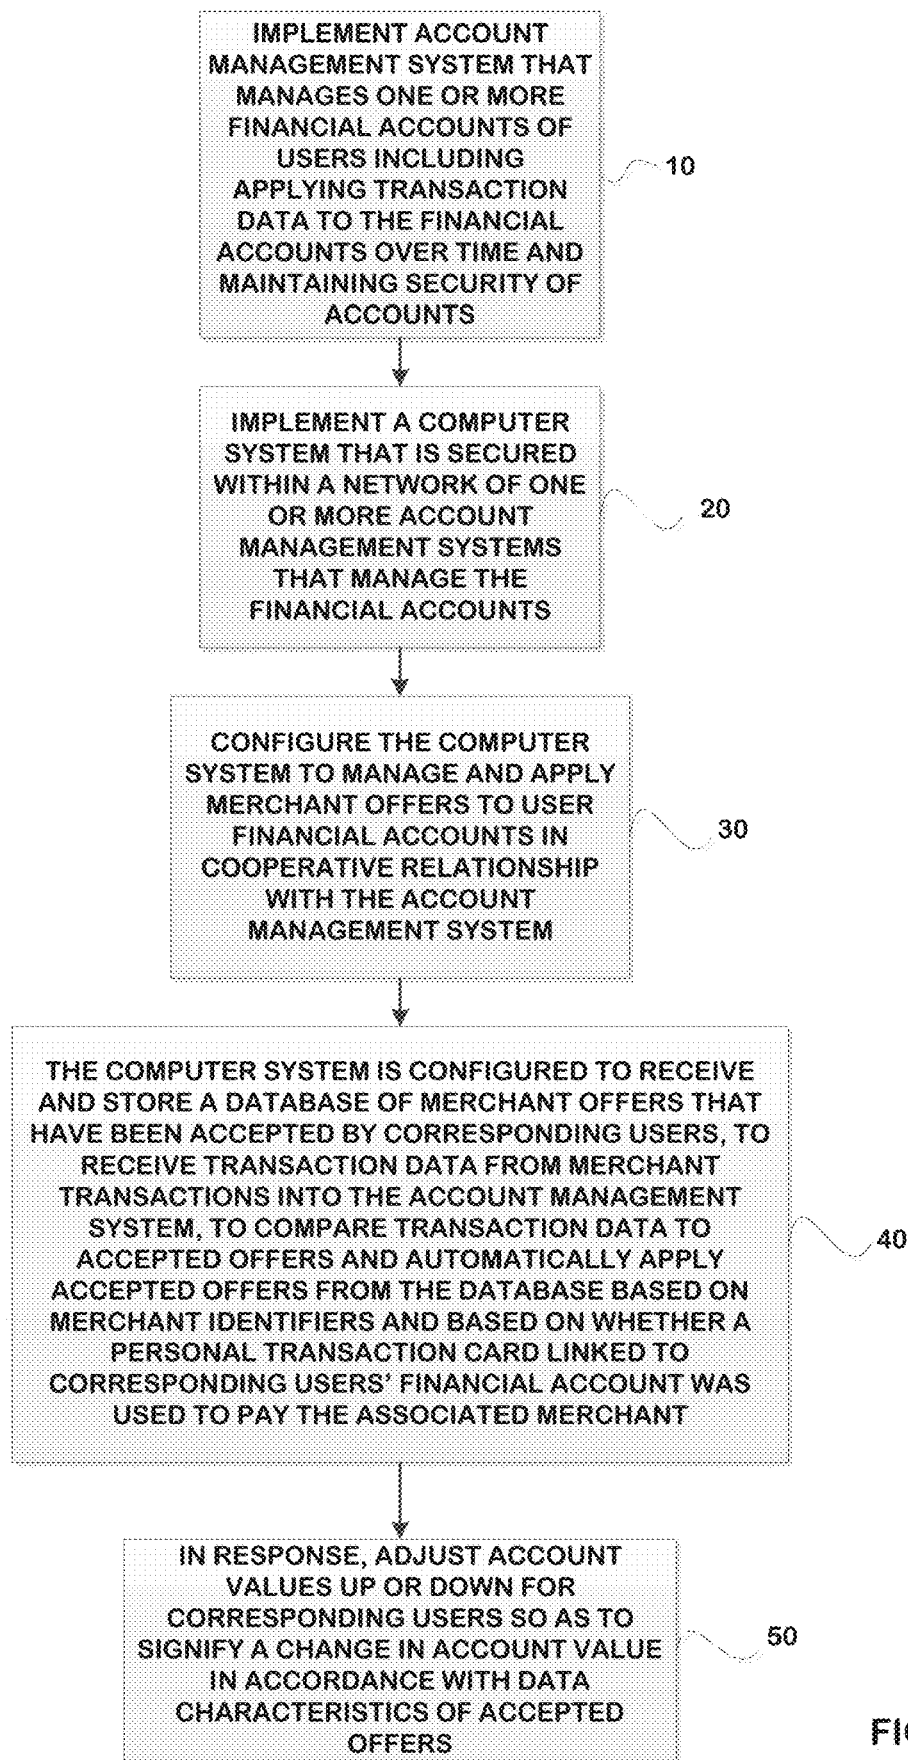 IMPLEMENT ACCOUNT
MANAGEMENT SYSTEM THAT
MANAGES ONE OR MORE
FINANCIAL ACCOUNTS OF
USERS INCLUDING
APPLYING TRANSACTION
DATA TO THE FINANCIAL
ACCOUNTS OVER TIME AND
MAINTAINING SECURITY OF
ACCOUNTS
10
IMPLEMENT A COMPUTER
SYSTEM THAT IS SECURED
WITHIN A NETWORK OF ONE
OR MORE ACCOUNT
MANAGEMENT SYSTEMS
THAT MANAGE THE
FINANCIAL ACCOUNTS
20
CONFIGURE THE COMPUTER
SYSTEM TO MANAGE AND APPLY
MERCHANT OFFERS TO USER
FINANCIAL ACCOUNTS IN
COOPERATIVE RELATIONSHIP
WITH THE ACCOUNT
MANAGEMENT SYSTEM
30
THE COMPUTER SYSTEM IS CONFIGURED TO RECEIVE
AND STORE A DATABASE OF MERCHANT OFFERS THAT
HAVE BEEN ACCEPTED BY CORRESPONDING USERS, TO
RECEIVE TRANSACTION DATA FROM MERCHANT
TRANSACTIONS INTO THE ACCOUNT MANAGEMENT
SYSTEM, TO COMPARE TRANSACTION DATA TO
ACCEPTED OFFERS AND AUTOMATICALLY APPLY
ACCEPTED OFFERS FROM THE DATABASE BASED ON
MERCHANT IDENTIFIERS AND BASED ON WHETHER A
PERSONAL TRANSACTION CARD LINKED TO
CORRESPONDING USERS' FINANCIAL ACCOUNT WAS
USED TO PAY THE ASSOCIATED MERCHANT
40
IN RESPONSE, ADJUST ACCOUNT
VALUES UP OR DOWN FOR
CORRESPONDING USERS SO AS TO
SIGNIFY A CHANGE IN ACCOUNT VALUE
IN ACCORDANCE WITH DATA
CHARACTERISTICS OF ACCEPTED
OFFERS
50